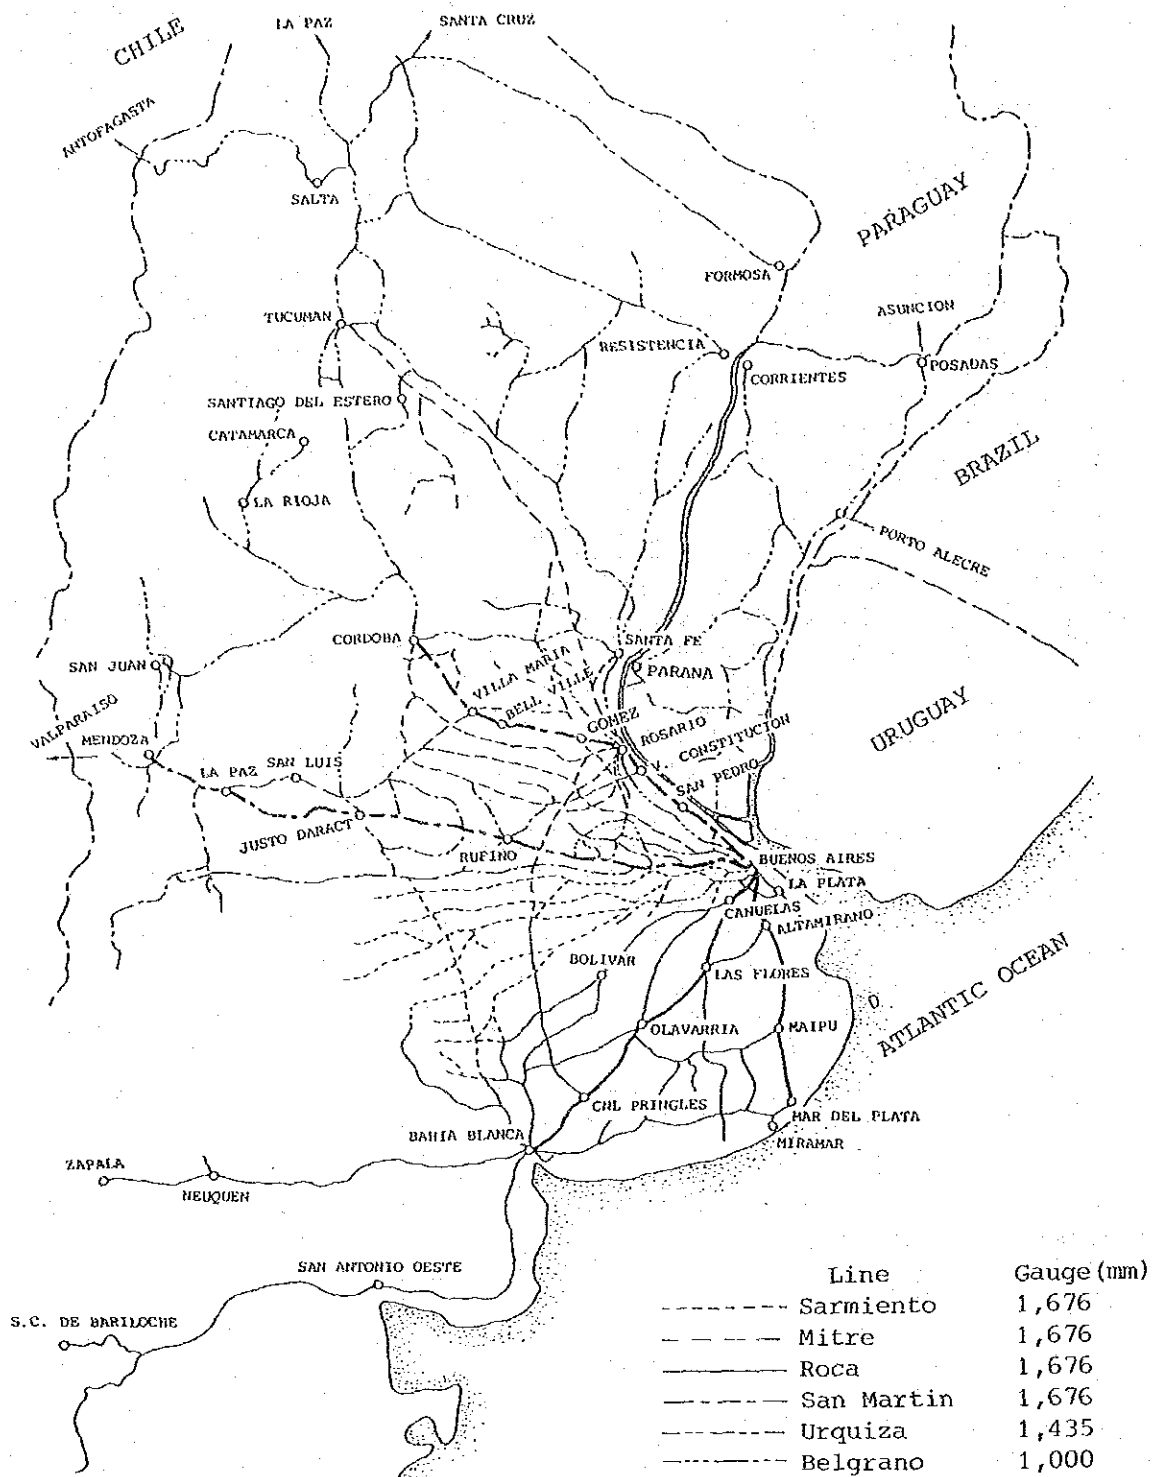 CHILE
LA PAZ
SANTA CRUZ
ANTOFAGASTA
SALTA
PARAGUAY
FORMOSA
TUCUMAN
ASUNCION
RESISTENCIA
POSADAS
CORRIENTES
SANTIAGO DEL ESTERO
CATAMARCA
BRAZIL
LA RIOJA
PORTO ALECRE
CORDOBA
SANTA FE
SAN JUAN
VILLA MARIA
PARANA
BELL VILLE
VALPARAISO
MENDOZA
GOMEZ
ROSARIO
V. CONSTITUCION
URUGUAY
LA PAZ
SAN LUIS
SAN PEDRO
JUSTO DARACT
RUFINO
BUENOS AIRES
LA PLATA
CANUELAS
ALTAMIRANO
BOLIVAR
LAS FLORES
ATLANTIC OCEAN
OLAVARRIA
MAIPU
CNL PRINGLES
MAR DEL PLATA
BAHIA BLANCA
MIRAMAR
ZAPALA
NEUQUEN
SAN ANTONIO OESTE
S.C. DE BARILOCHE
Line Gauge (mm)
Sarmiento 1,676
Mitre 1,676
Roca 1,676
San Martin 1,676
Urquiza 1,435
Belgrano 1,000